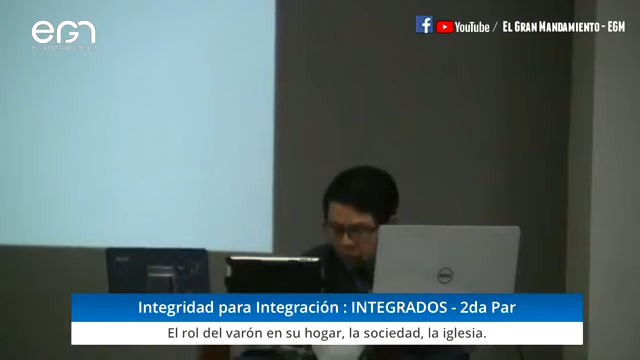 EGM
YouTube / EL GRAN MANDAMIENTO - EGM
DELL
Integridad para Integración : INTEGRADOS - 2da Par
El rol del varón en su hogar, la sociedad, la iglesia.